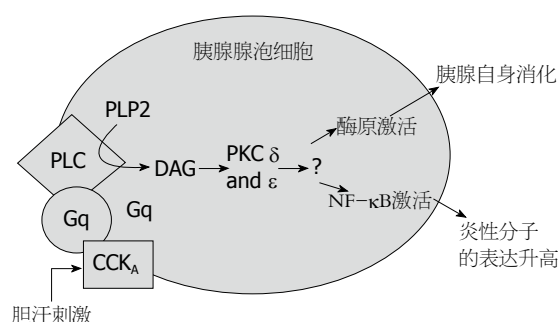 胰腺腺泡细胞
胰腺自身消化
PLP2
酶原激活
PLC
DAG
PKC δ
and ε
?
NF-κB激活
Gq
Gq
炎性分子
的表达升高
CCKA
胆汁刺激